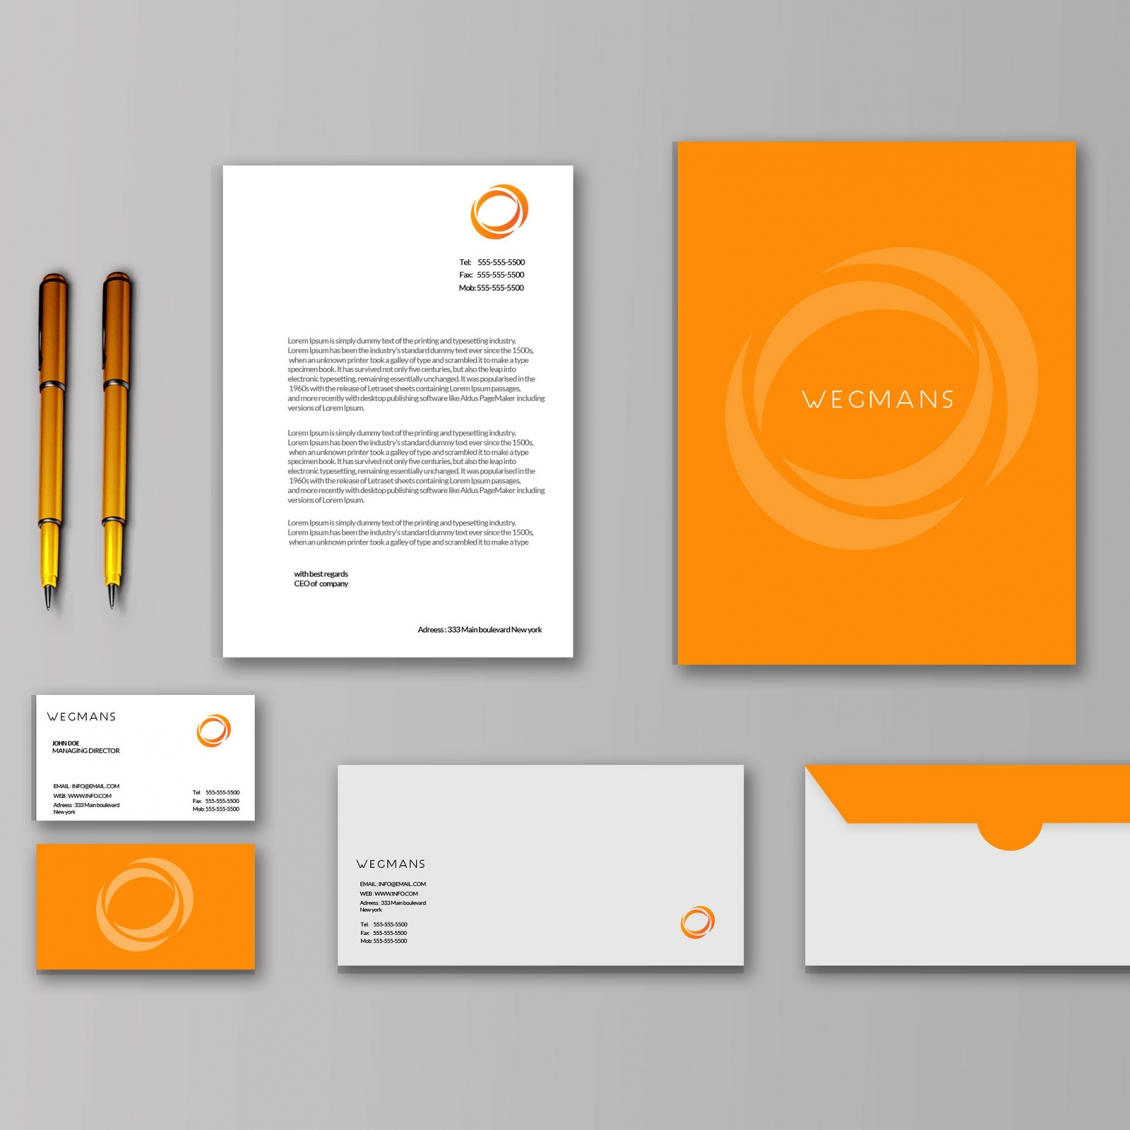 Tel: 555-555-5500
Fax: 555-555-5500
Mob: 555-555-5500
Lorem Ipsum is simply dummy text of the printing and typesetting industry.
Lorem Ipsum has been the industry's standard dummy text ever since the 1500s,
when an unknown printer took a galley of type and scrambled it to make a type
specimen book. It has survived not only five centuries, but also the leap into
electronic typesetting, remaining essentially unchanged. It was popularised in the
1960s with the release of Letraset sheets containing Lorem Ipsum passages,
and more recently with desktop publishing software like Aldus PageMaker including
versions of Lorem Ipsum.
Lorem Ipsum is simply dummy text of the printing and typesetting industry.
Lorem Ipsum has been the industry's standard dummy text ever since the 1500s,
when an unknown printer took a galley of type and scrambled it to make a type
specimen book. It has survived not only five centuries, but also the leap into
electronic typesetting, remaining essentially unchanged. It was popularised in the
1960s with the release of Letraset sheets containing Lorem Ipsum passages,
and more recently with desktop publishing software like Aldus PageMaker including
versions of Lorem Ipsum.
Lorem Ipsum is simply dummy text of the printing and typesetting industry.
Lorem Ipsum has been the industry's standard dummy text ever since the 1500s,
when an unknown printer took a galley of type and scrambled it to make a type
with best regards
CEO of company
Adreess : 333 Main boulevard New york
WEGMANS
WEGMANS
JOHN DOE
MANAGING DIRECTOR
EMAIL : INFO@EMAIL.COM
WEB : WWW.INFO.COM
Adreess : 333 Main boulevard
New york
Tel: 555-555-5500
Fax: 555-555-5500
Mob: 555-555-5500
WEGMANS
EMAIL : INFO@EMAIL.COM
WEB : WWW.INFO.COM
Adreess : 333 Main boulevard
New york
Tel: 555-555-5500
Fax: 555-555-5500
Mob: 555-555-5500